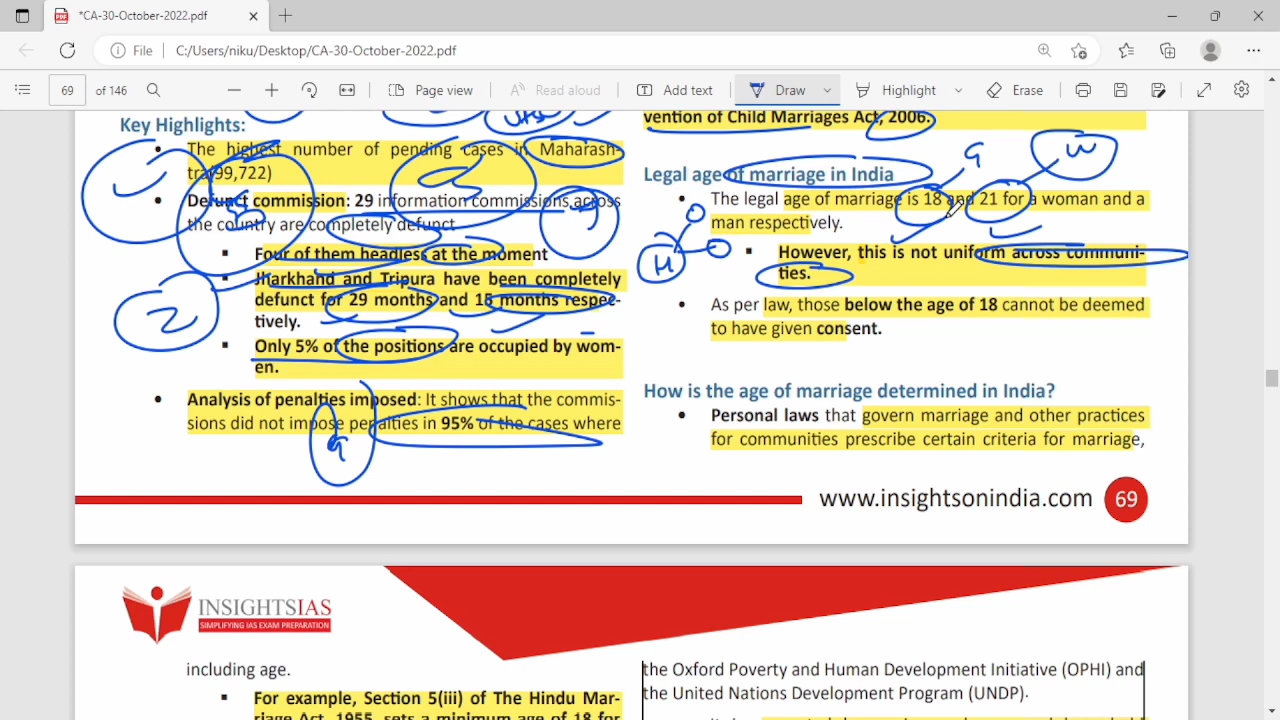 *CA-30-October-2022.pdf
File
C:/Users/niku/Desktop/CA-30-October-2022.pdf
69 of 146
Page view
Read aloud
Add text
Draw
Highlight
Erase
Key Highlights:
• The highest number of pending cases in Maharash-
tra(99,722)
• Defunct commission: 29 information commissions across
the country are completely defunct
▪ Four of them headless at the moment
▪ Jharkhand and Tripura have been completely
defunct for 29 months and 15 months respec-
tively.
▪ Only 5% of the positions are occupied by wom-
en.
• Analysis of penalties imposed: It shows that the commis-
sions did not impose penalties in 95% of the cases where
2
vention of Child Marriages Act, 2006.
Legal age of marriage in India
• The legal age of marriage is 18 and 21 for a woman and a
man respectively.
▪ However, this is not uniform across communi-
ties.
• As per law, those below the age of 18 cannot be deemed
to have given consent.
How is the age of marriage determined in India?
• Personal laws that govern marriage and other practices
for communities prescribe certain criteria for marriage,
W
H
www.insightsonindia.com 69
INSIGHTSIAS
SIMPLIFYING IAS EXAM PREPARATION
including age.
▪ For example, Section 5(iii) of The Hindu Mar-
riage Act, 1955, sets a minimum age of 18 for
the Oxford Poverty and Human Development Initiative (OPHI) and
the United Nations Development Program (UNDP).